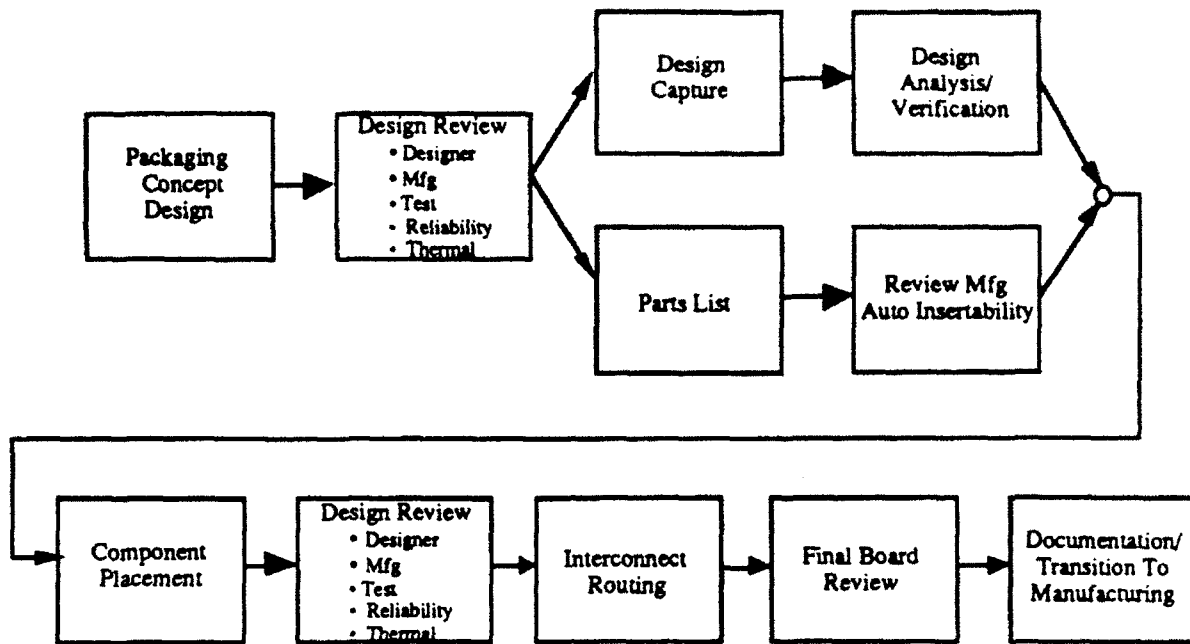 Packaging
Concept
Design
Design Review
• Designer
• Mfg
• Test
• Reliability
• Thermal
Design
Capture
Design
Analysis/
Verification
Parts List
Review Mfg
Auto Insertability
Component
Placement
Design Review
• Designer
• Mfg
• Test
• Reliability
• Thermal
Interconnect
Routing
Final Board
Review
Documentation/
Transition To
Manufacturing